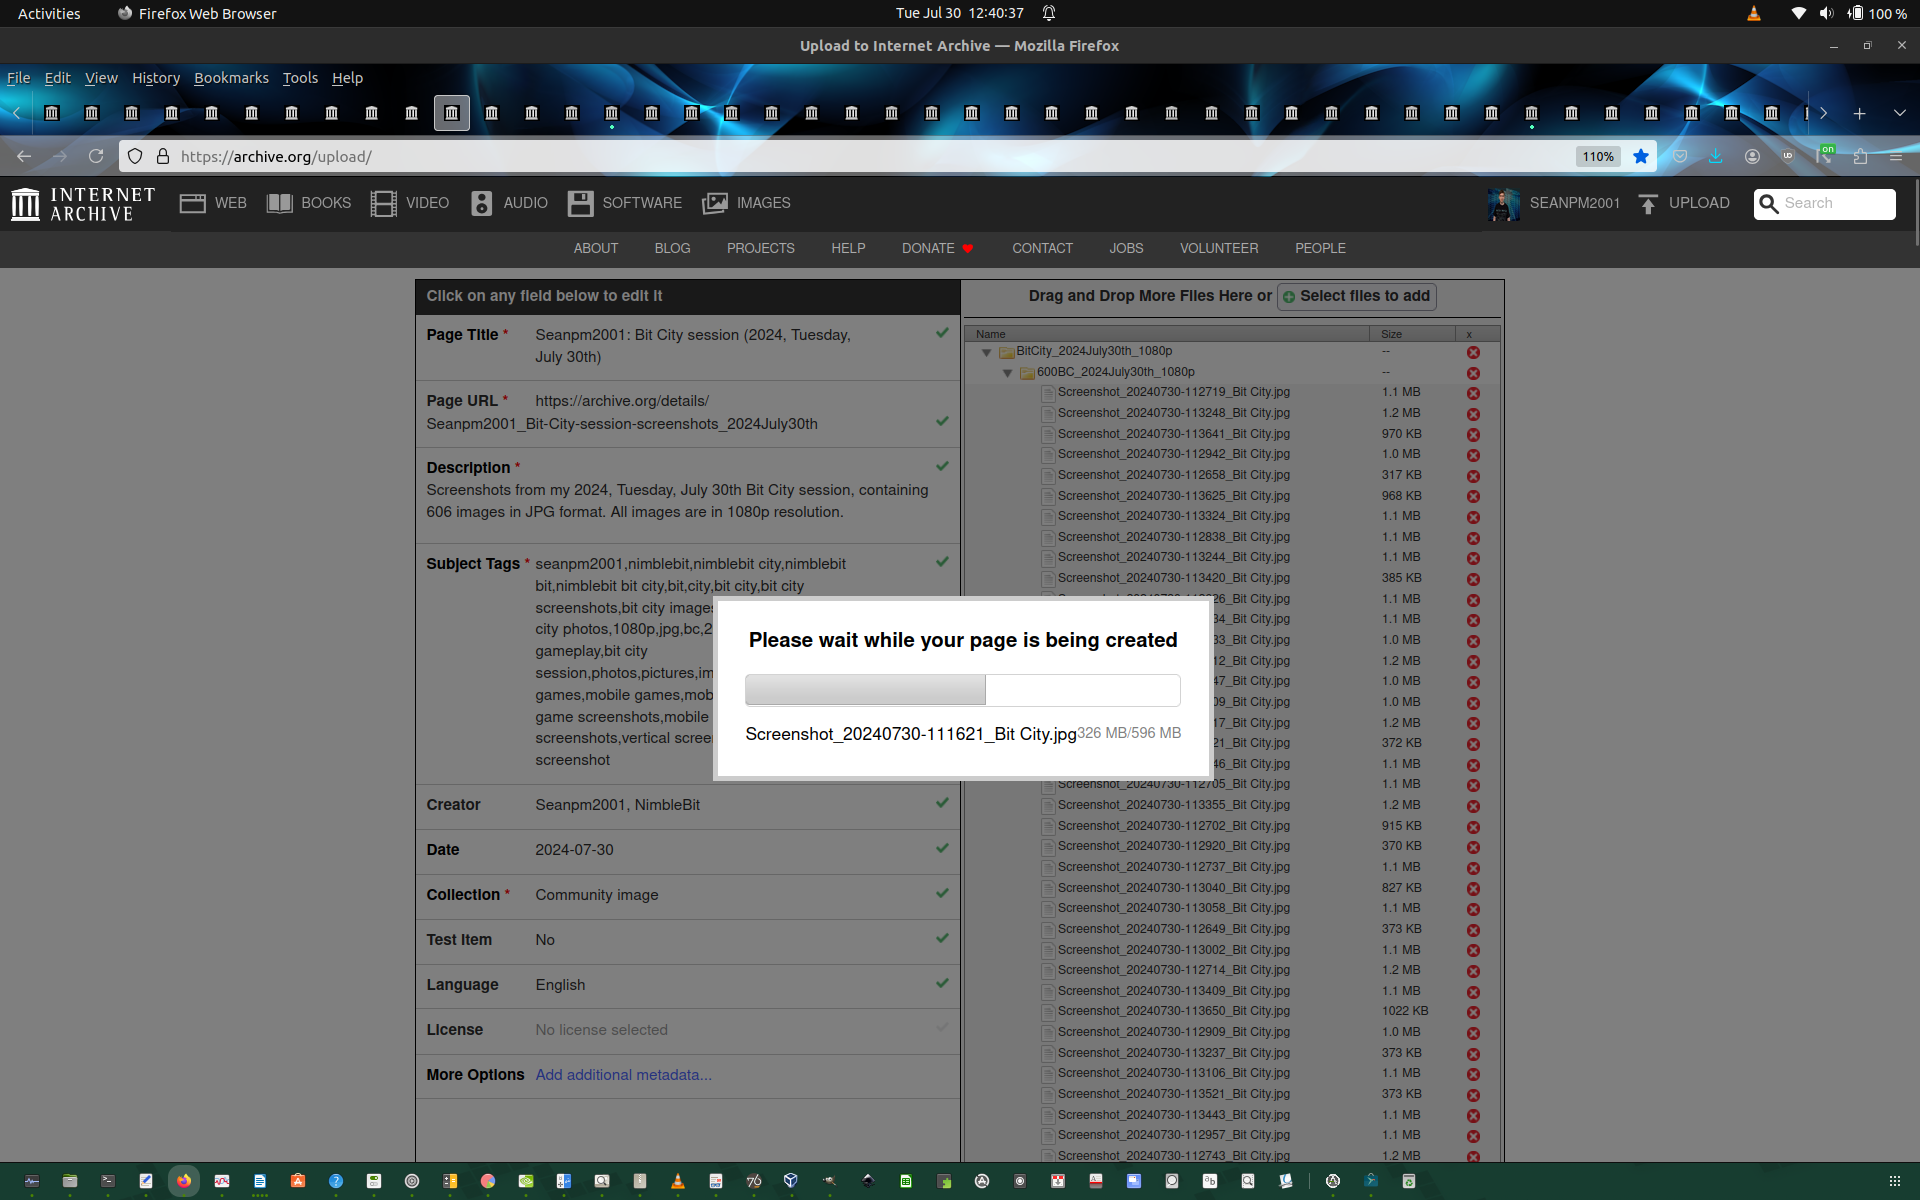 Activities
Firefox Web Browser
Tue Jul 30 12:40:37
100 %
Upload to Internet Archive — Mozilla Firefox
File Edit View History Bookmarks Tools Help
https://archive.org/upload/
110%
on
INTERNET ARCHIVE
WEB BOOKS VIDEO AUDIO SOFTWARE IMAGES
SEANPM2001 UPLOAD Search
ABOUT BLOG PROJECTS HELP DONATE CONTACT JOBS VOLUNTEER PEOPLE
Click on any field below to edit it
Page Title * Seanpm2001: Bit City session (2024, Tuesday,
July 30th)
Page URL * https://archive.org/details/
Seanpm2001_Bit-City-session-screenshots_2024July30th
Description *
Screenshots from my 2024, Tuesday, July 30th Bit City session, containing
606 images in JPG format. All images are in 1080p resolution.
Subject Tags * seanpm2001,nimblebit,nimblebit city,nimblebit
bit,nimblebit bit city,bit,city,bit city,bit city
screenshots,bit city images
city photos,1080p,jpg,bc,2
gameplay,bit city
session,photos,pictures,im
games,mobile games,mob
game screenshots,mobile
screenshots,vertical scree
screenshot
Creator Seanpm2001, NimbleBit
Date 2024-07-30
Collection * Community image
Test Item No
Language English
License No license selected
More Options Add additional metadata...
Drag and Drop More Files Here or Select files to add
Name Size x
BitCity_2024July30th_1080p --
600BC_2024July30th_1080p --
Screenshot_20240730-112719_Bit City.jpg 1.1 MB
Screenshot_20240730-113248_Bit City.jpg 1.2 MB
Screenshot_20240730-113641_Bit City.jpg 970 KB
Screenshot_20240730-112942_Bit City.jpg 1.0 MB
Screenshot_20240730-112658_Bit City.jpg 317 KB
Screenshot_20240730-113625_Bit City.jpg 968 KB
Screenshot_20240730-113324_Bit City.jpg 1.1 MB
Screenshot_20240730-112838_Bit City.jpg 1.1 MB
Screenshot_20240730-113244_Bit City.jpg 1.1 MB
Screenshot_20240730-113420_Bit City.jpg 385 KB
26_Bit City.jpg 1.1 MB
34_Bit City.jpg 1.1 MB
33_Bit City.jpg 1.0 MB
12_Bit City.jpg 1.2 MB
47_Bit City.jpg 1.0 MB
09_Bit City.jpg 1.0 MB
17_Bit City.jpg 1.2 MB
21_Bit City.jpg 372 KB
46_Bit City.jpg 1.1 MB
Screenshot_20240730-112705_Bit City.jpg 1.1 MB
Screenshot_20240730-113355_Bit City.jpg 1.2 MB
Screenshot_20240730-112702_Bit City.jpg 915 KB
Screenshot_20240730-112920_Bit City.jpg 370 KB
Screenshot_20240730-112737_Bit City.jpg 1.1 MB
Screenshot_20240730-113040_Bit City.jpg 827 KB
Screenshot_20240730-113058_Bit City.jpg 1.1 MB
Screenshot_20240730-112649_Bit City.jpg 373 KB
Screenshot_20240730-113002_Bit City.jpg 1.1 MB
Screenshot_20240730-112714_Bit City.jpg 1.2 MB
Screenshot_20240730-113409_Bit City.jpg 1.1 MB
Screenshot_20240730-113650_Bit City.jpg 1022 KB
Screenshot_20240730-112909_Bit City.jpg 1.0 MB
Screenshot_20240730-113237_Bit City.jpg 373 KB
Screenshot_20240730-113106_Bit City.jpg 1.1 MB
Screenshot_20240730-113521_Bit City.jpg 373 KB
Screenshot_20240730-113443_Bit City.jpg 1.1 MB
Screenshot_20240730-112957_Bit City.jpg 1.1 MB
Screenshot_20240730-112743_Bit City.jpg 1.2 MB
Please wait while your page is being created
Screenshot_20240730-111621_Bit City.jpg 326 MB/596 MB